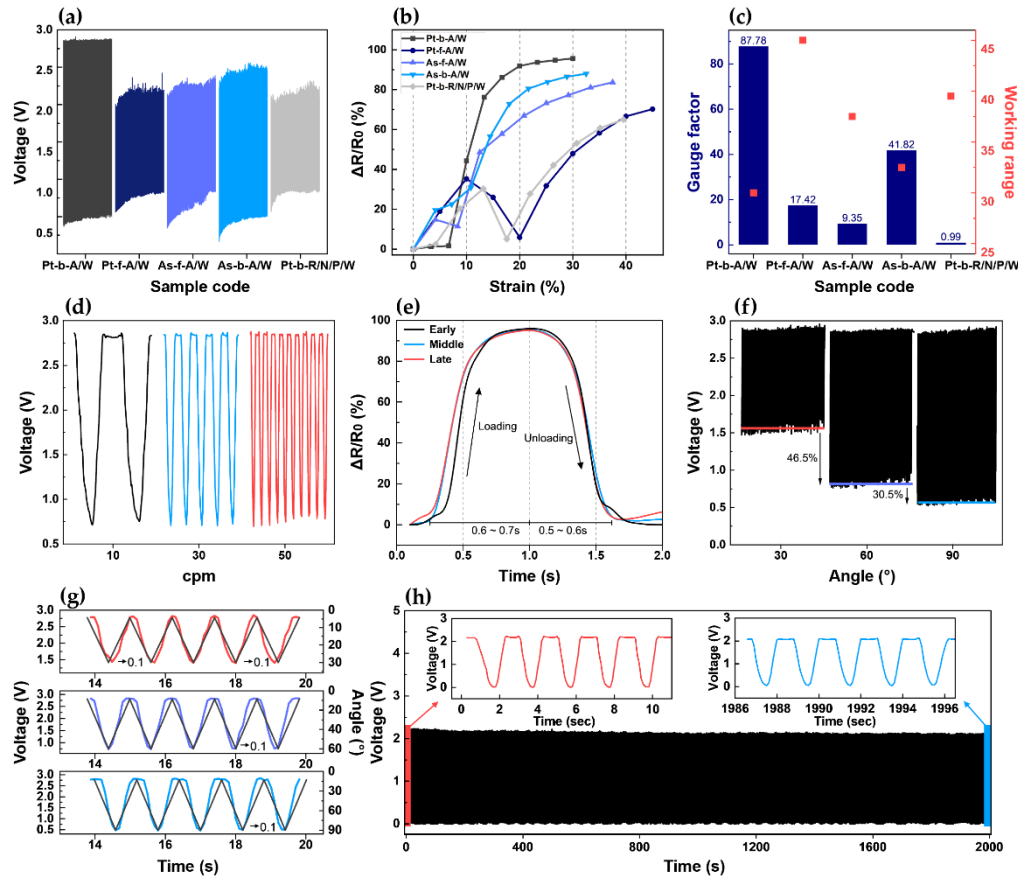 (a)
3.0
2.5
2.0
1.5
1.0
0.5
Voltage (V)
Pt-b-A/W Pt-f-A/W As-f-A/W As-b-A/W Pt-b-R/N/P/W
Sample code
(b)
Pt-b-A/W
Pt-f-A/W
As-f-A/W
As-b-A/W
Pt-b-R/N/P/W
100
80
60
40
20
0
ΔR/R0 (%)
0 10 20 30 40
Strain (%)
(c)
87.78
17.42
9.35
41.82
0.99
80
60
40
20
0
Gauge factor
45
40
35
30
25
Working range
Pt-b-A/W Pt-f-A/W As-f-A/W As-b-A/W Pt-b-R/N/P/W
Sample code
(d)
3.0
2.5
2.0
1.5
1.0
0.5
Voltage (V)
10 30 50
cpm
(e)
Early
Middle
Late
Loading
Unloading
0.6 ~ 0.7s
0.5 ~ 0.6s
100
80
60
40
20
0
ΔR/R0 (%)
0.0 0.5 1.0 1.5 2.0
Time (s)
(f)
3.0
2.5
2.0
1.5
1.0
0.5
0.0
Voltage (V)
46.5%
30.5%
30 60 90
Angle (°)
(g)
3.0
2.5
2.0
1.5
→0.1 →0.1
0
10
20
30
14 16 18 20
3.0
2.5
2.0
1.5
1.0
→0.1
0
20
40
60
14 16 18 20
3.0
2.5
2.0
1.5
1.0
0.5
→0.1
0
30
60
90
14 16 18 20
Voltage (V)
Angle (°)
Time (s)
(h)
5
4
3
2
1
0
Voltage (V)
3
2
1
0
Voltage (V)
0 2 4 6 8 10
Time (sec)
3
2
1
0
Voltage (V)
1986 1988 1990 1992 1994 1996
Time (sec)
0 400 800 1200 1600 2000
Time (s)